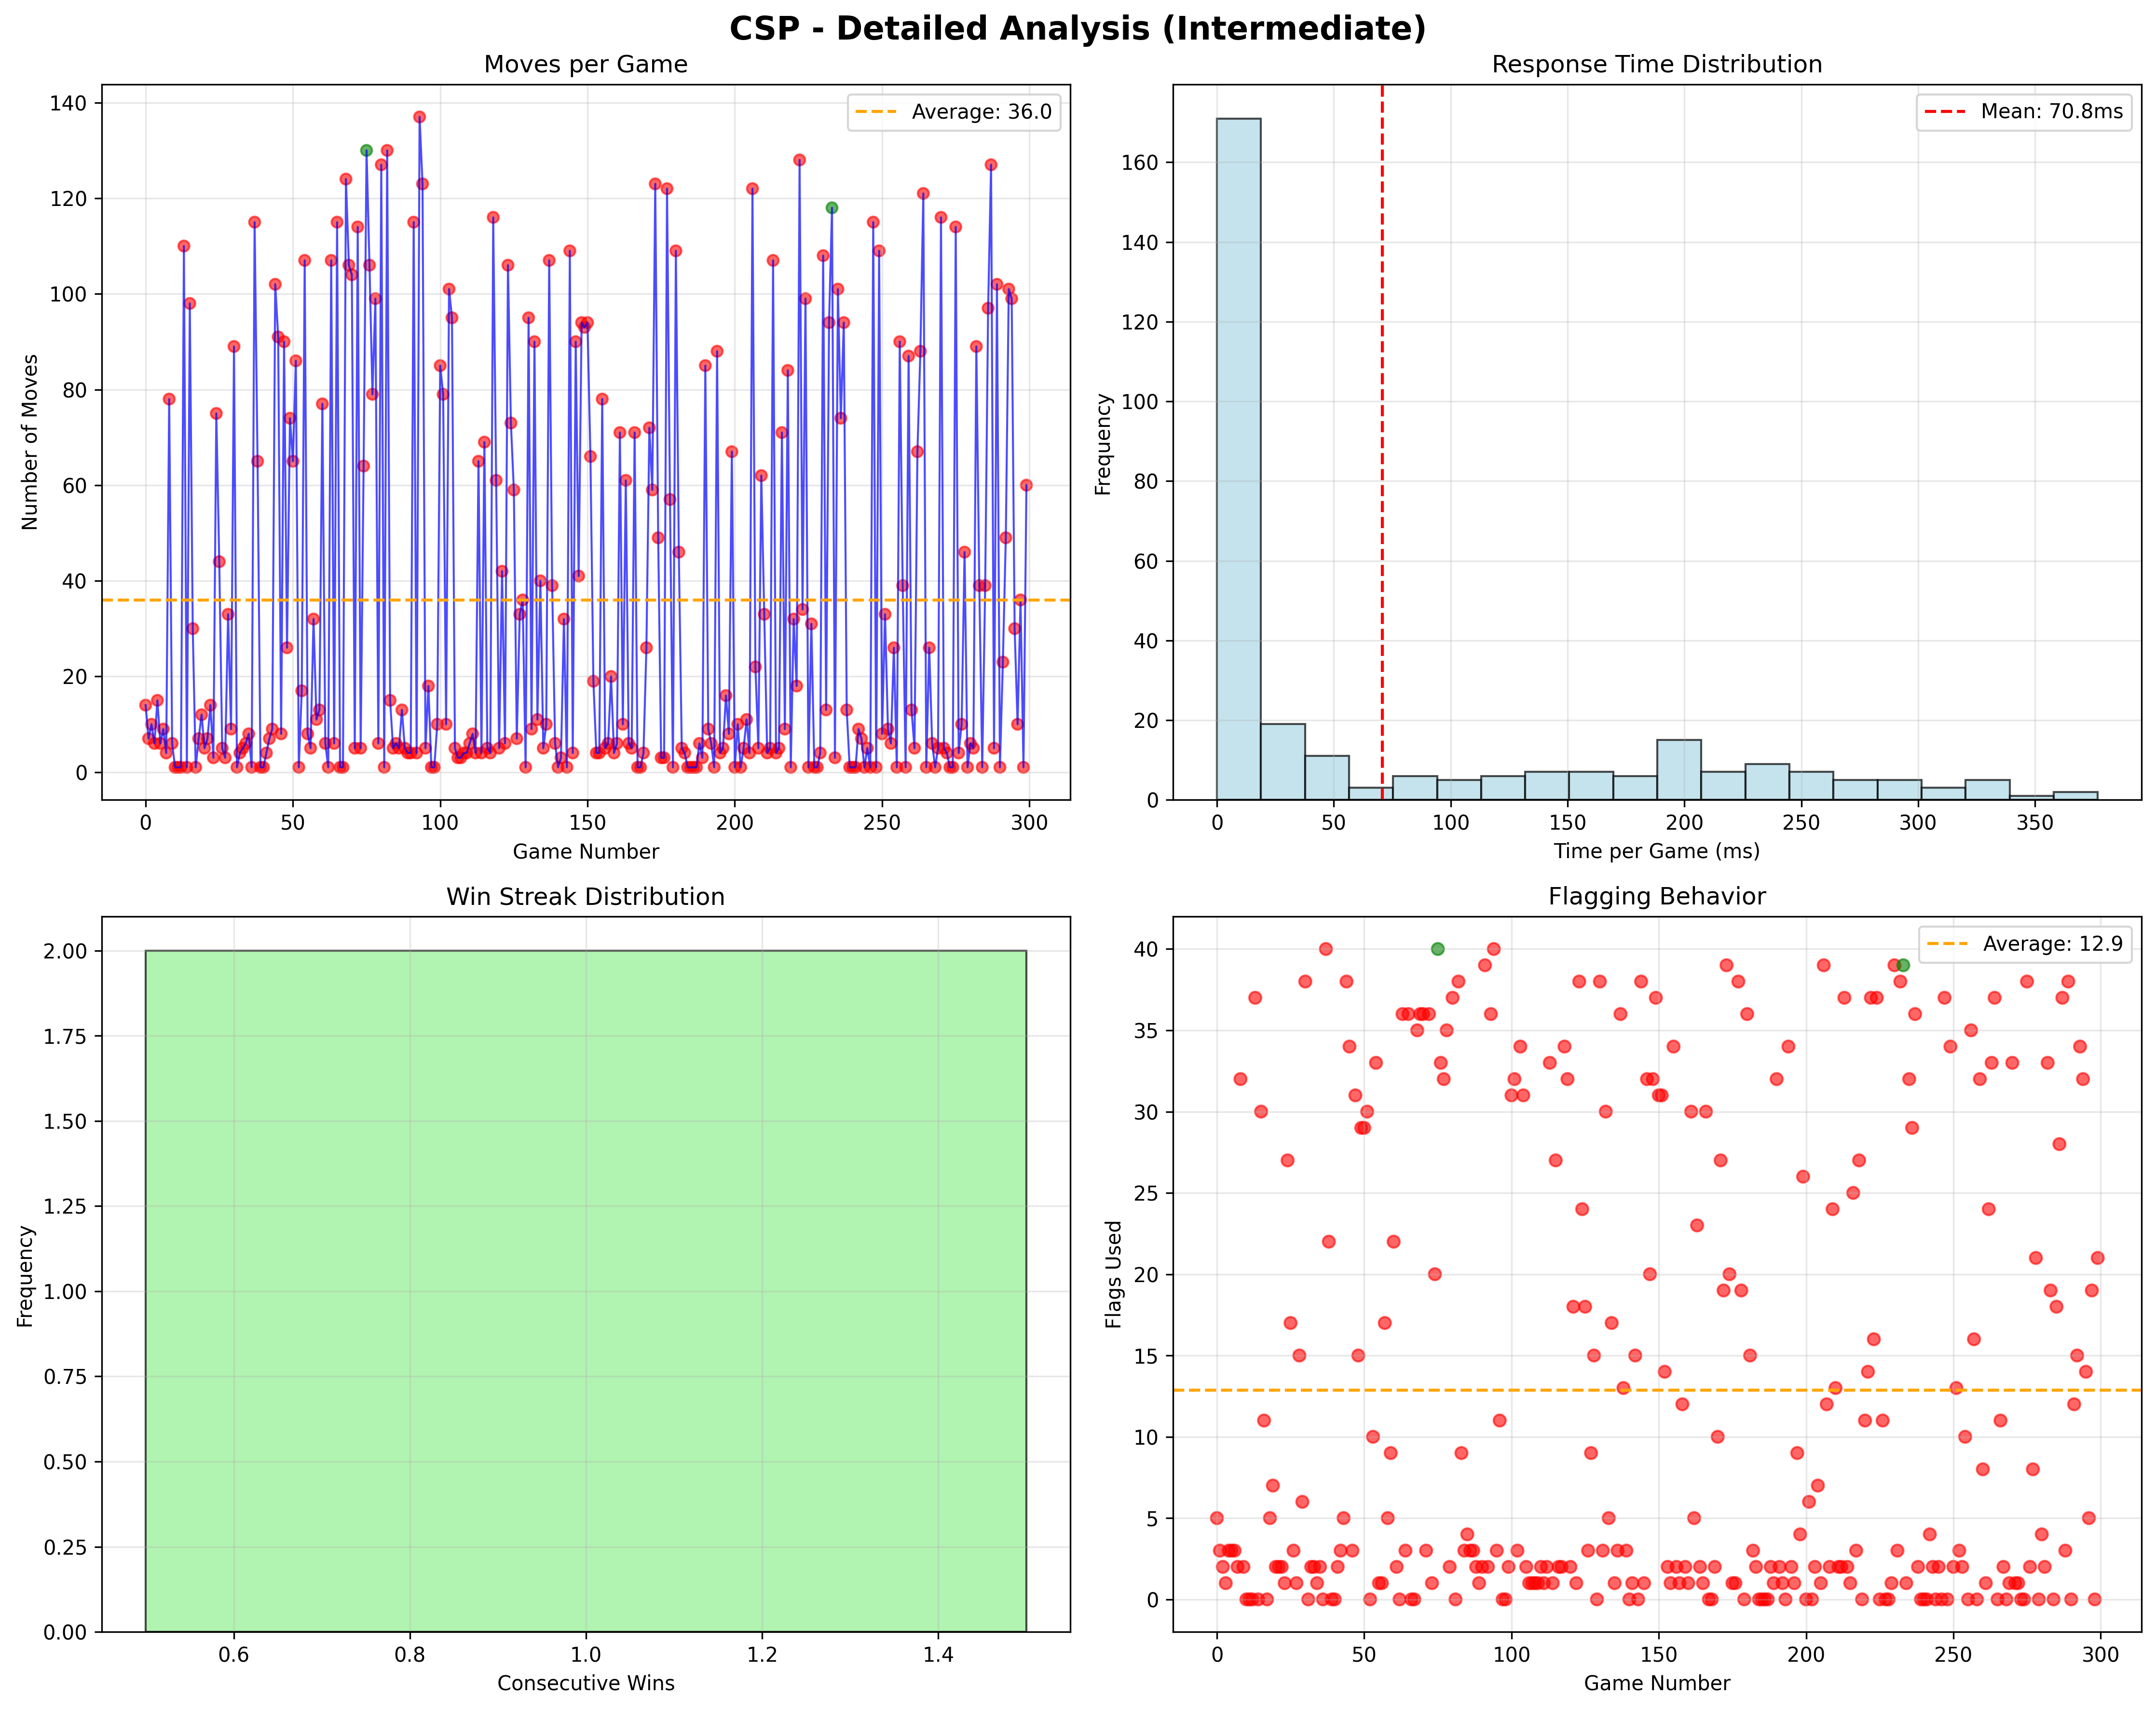 CSP - Detailed Analysis (Intermediate)
Moves per Game
Average: 36.0
Number of Moves
140
120
100
80
60
40
20
0
0 50 100 150 200 250 300
Game Number
Response Time Distribution
Mean: 70.8ms
Frequency
160
140
120
100
80
60
40
20
0
0 50 100 150 200 250 300 350
Time per Game (ms)
Win Streak Distribution
Frequency
2.00
1.75
1.50
1.25
1.00
0.75
0.50
0.25
0.00
0.6 0.8 1.0 1.2 1.4
Consecutive Wins
Flagging Behavior
Average: 12.9
Flags Used
40
35
30
25
20
15
10
5
0
0 50 100 150 200 250 300
Game Number